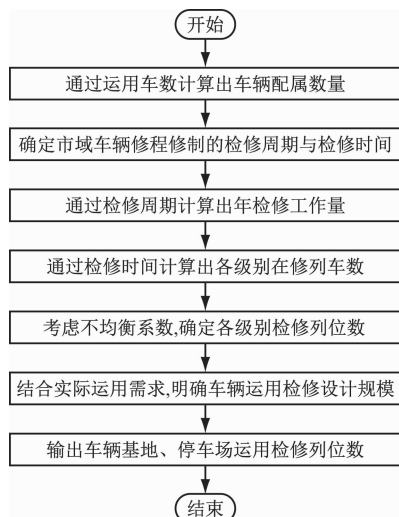 开始
通过运用车数计算出车辆配属数量
确定市域车辆修程修制的检修周期与检修时间
通过检修周期计算出年检修工作量
通过检修时间计算出各级别在修列车数
考虑不均衡系数,确定各级别检修列位数
结合实际运用需求,明确车辆运用检修设计规模
输出车辆基地、停车场运用检修列位数
结束